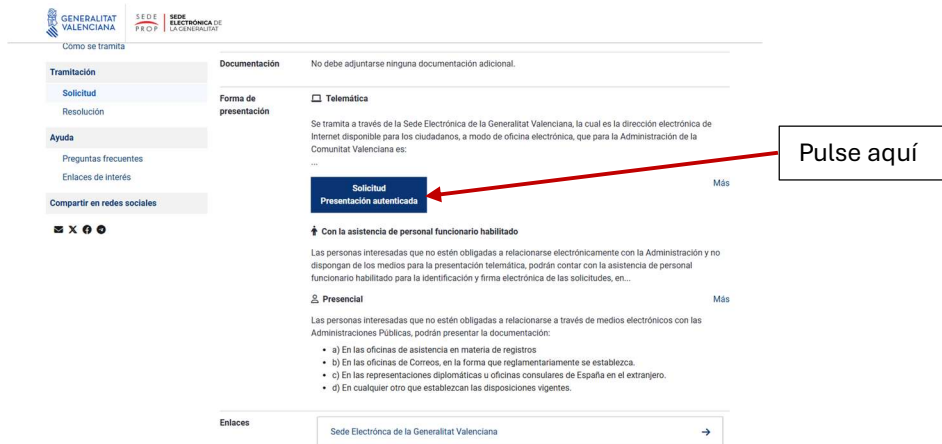 GENERALITAT
VALENCIANA
SEDE
PROP
SEDE
ELECTRÓNICA DE
LA GENERALITAT
Cómo se tramita
Tramitación
Solicitud
Resolución
Ayuda
Preguntas frecuentes
Enlaces de interés
Compartir en redes sociales
Documentación
No debe adjuntarse ninguna documentación adicional.
Forma de
presentación
Telemática
Se tramita a través de la Sede Electrónica de la Generalitat Valenciana, la cual es la dirección electrónica de
Internet disponible para los ciudadanos, a modo de oficina electrónica, que para la Administración de la
Comunitat Valenciana es:
...
Solicitud
Presentación autenticada
Más
Pulse aquí
Con la asistencia de personal funcionario habilitado
Las personas interesadas que no estén obligadas a relacionarse electrónicamente con la Administración y no
dispongan de los medios para la presentación telemática, podrán contar con la asistencia de personal
funcionario habilitado para la identificación y firma electrónica de las solicitudes, en...
Presencial
Más
Las personas interesadas que no estén obligadas a relacionarse a través de medios electrónicos con las
Administraciones Públicas, podrán presentar la documentación:
• a) En las oficinas de asistencia en materia de registros
• b) En las oficinas de Correos, en la forma que reglamentariamente se establezca.
• c) En las representaciones diplomáticas u oficinas consulares de España en el extranjero.
• d) En cualquier otro que establezcan las disposiciones vigentes.
Enlaces
Sede Electrónca de la Generalitat Valenciana